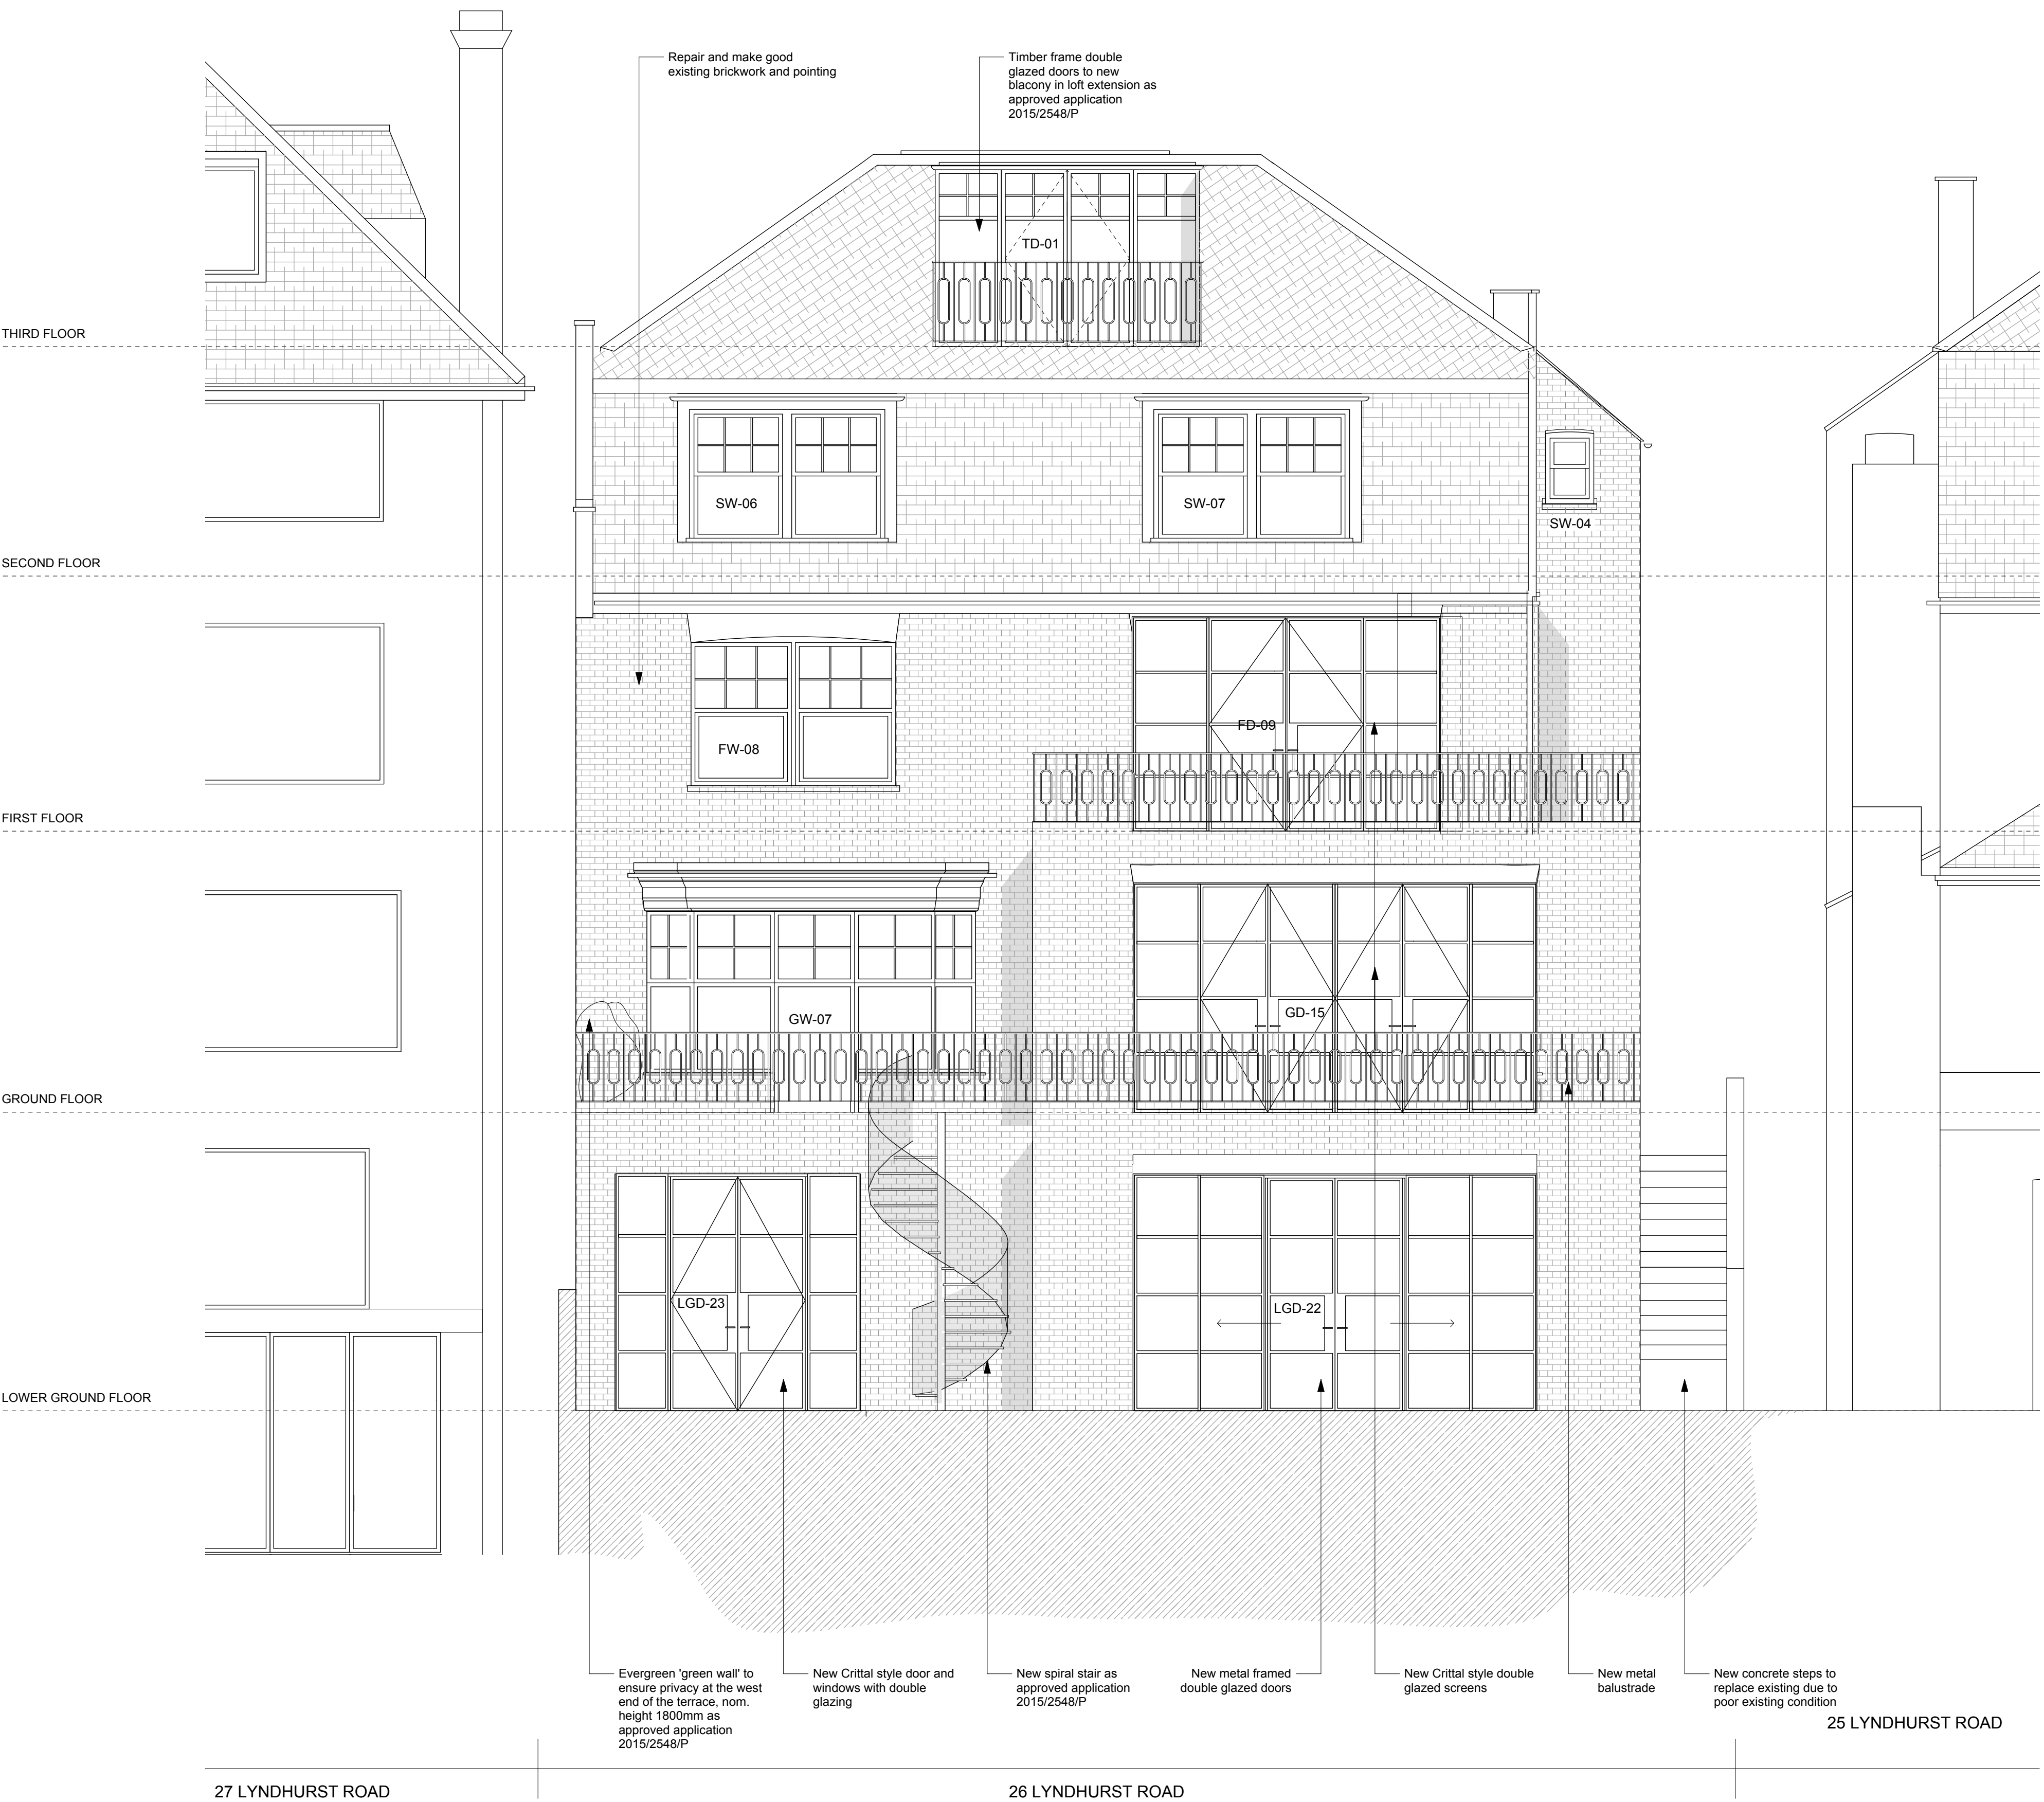 Repair and make good
existing brickwork and pointing
Timber frame double
glazed doors to new
blacony in loft extension as
approved application
2015/2548/P
TD-01
THIRD FLOOR
SW-06
SW-07
SW-04
SECOND FLOOR
FD-09
FW-08
FIRST FLOOR
GD-15
GW-07
GROUND FLOOR
LGD-23
LGD-22
LOWER GROUND FLOOR
Evergreen 'green wall' to
ensure privacy at the west
end of the terrace, nom.
height 1800mm as
approved application
2015/2548/P
New Crittal style door and
windows with double
glazing
New spiral stair as
approved application
2015/2548/P
New metal framed
double glazed doors
New Crittal style double
glazed screens
New metal
balustrade
New concrete steps to
replace existing due to
poor existing condition
25 LYNDHURST ROAD
27 LYNDHURST ROAD
26 LYNDHURST ROAD